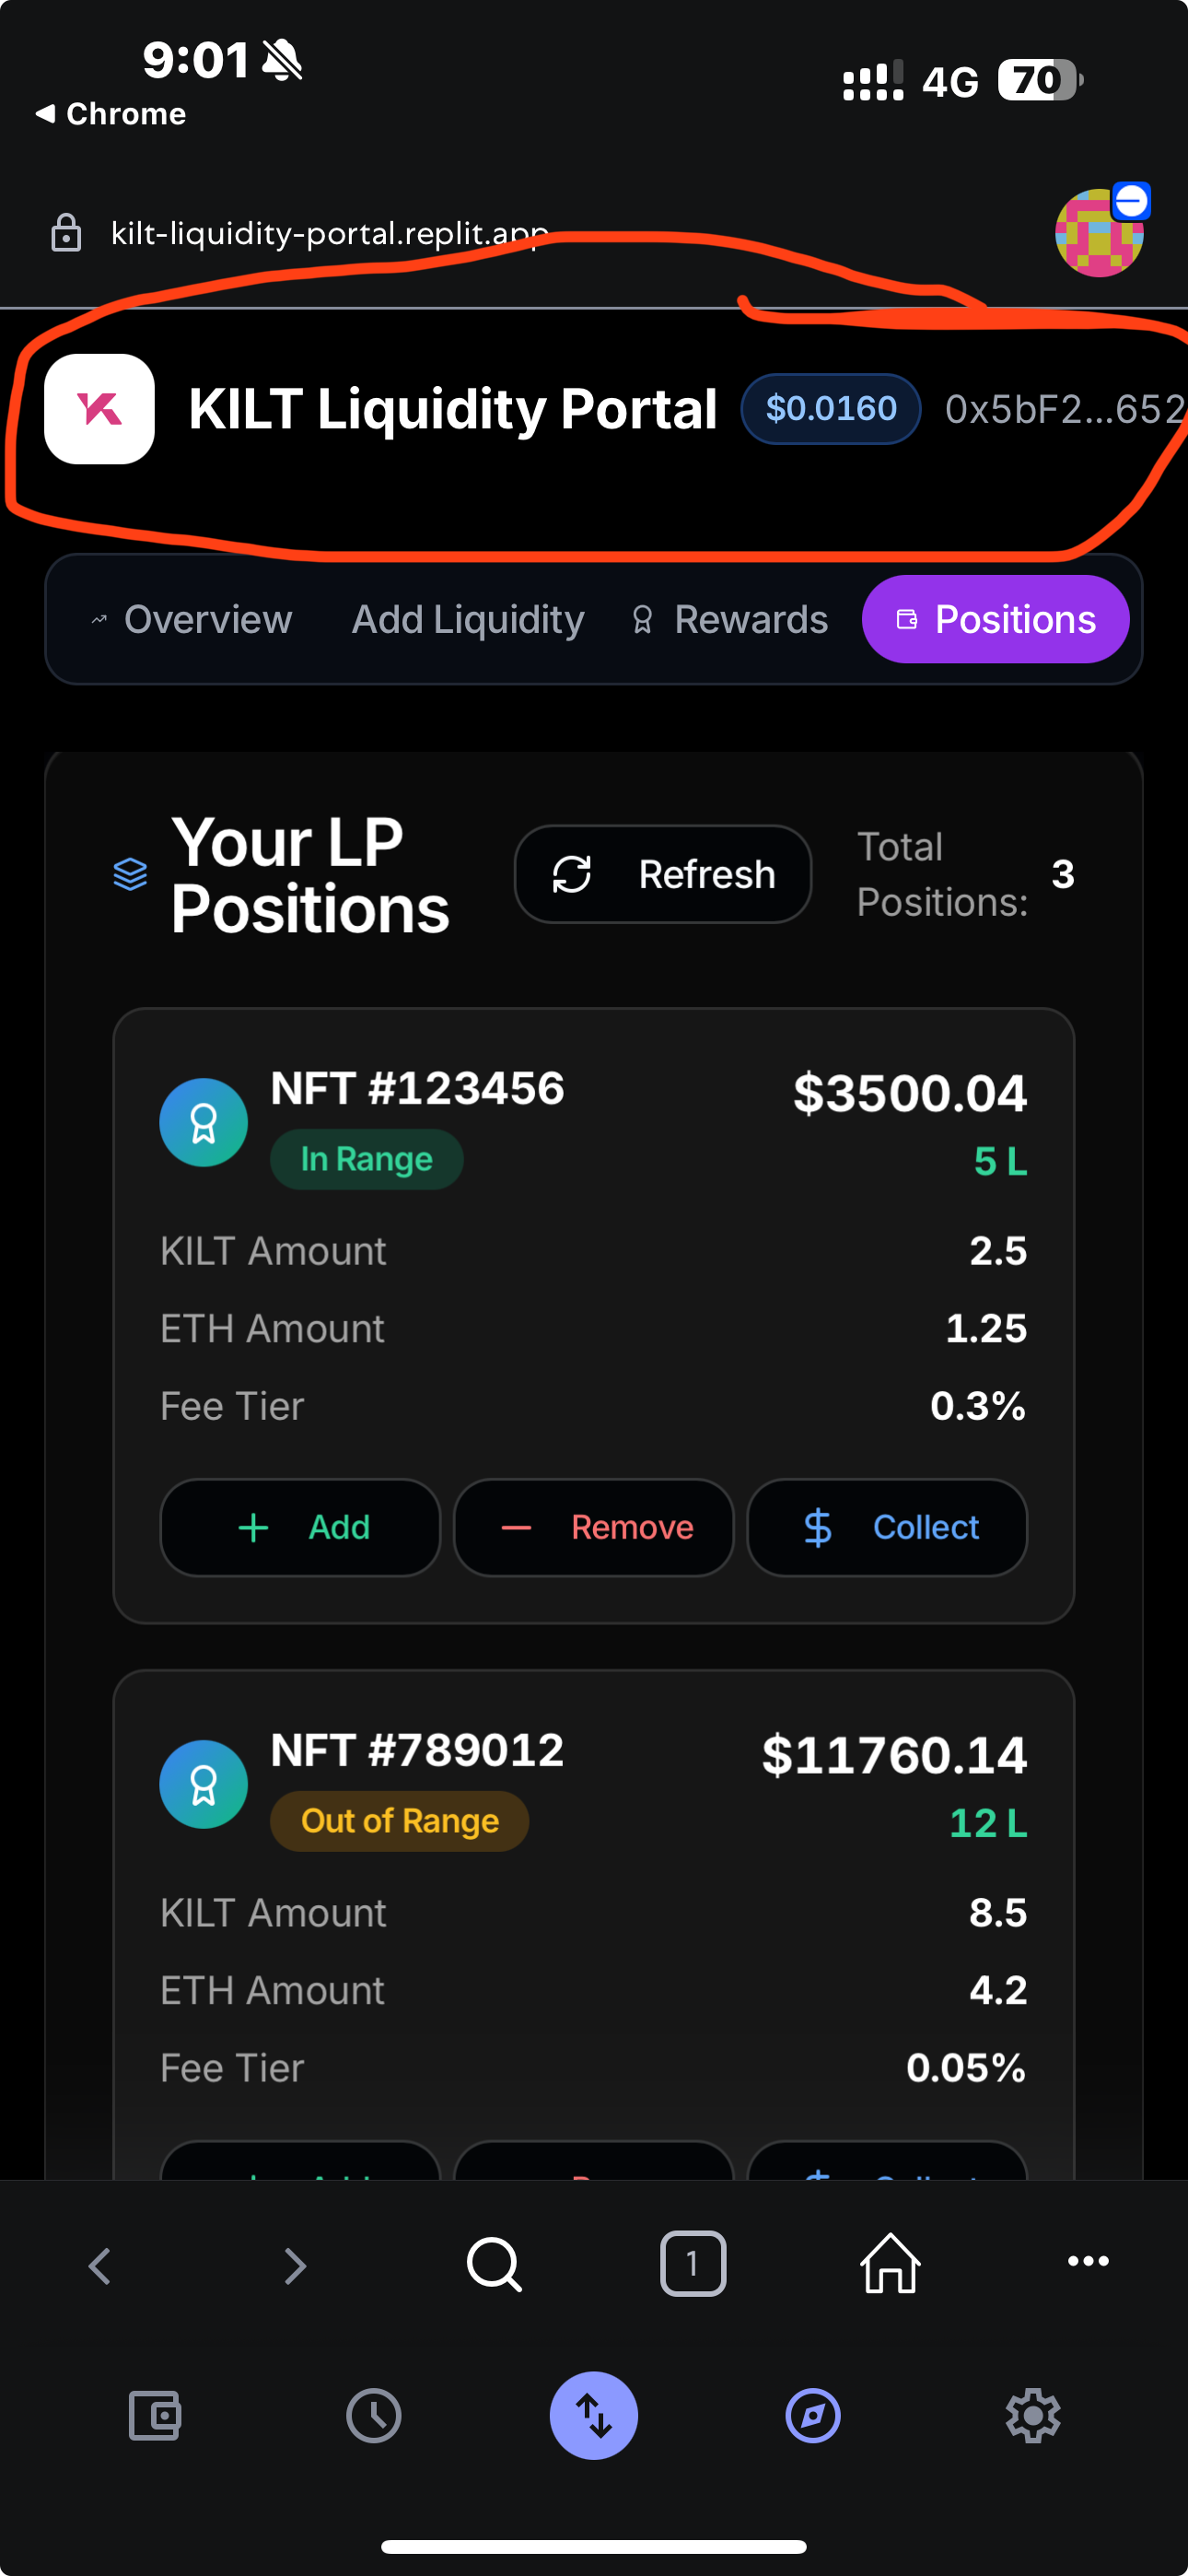 9:01
4G 70
Chrome
kilt-liquidity-portal.replit.app
KILT Liquidity Portal $0.0160 0x5bF2...652
Overview Add Liquidity Rewards Positions
Your LP
Positions
Refresh
Total
Positions:
3
NFT #123456
$3500.04
In Range
5 L
KILT Amount 2.5
ETH Amount 1.25
Fee Tier 0.3%
Add Remove $ Collect
NFT #789012
$11760.14
Out of Range
12 L
KILT Amount 8.5
ETH Amount 4.2
Fee Tier 0.05%
1